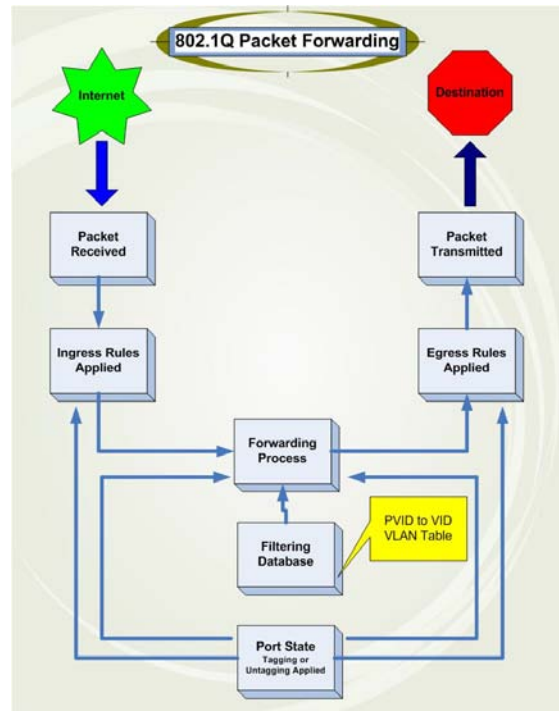 802.1Q Packet Forwarding
Internet
Destination
Packet
Received
Packet
Transmitted
Ingress Rules
Applied
Egress Rules
Applied
Forwarding
Process
PVID to VID
VLAN Table
Filtering
Database
Port State
Tagging or
Untagging Applied